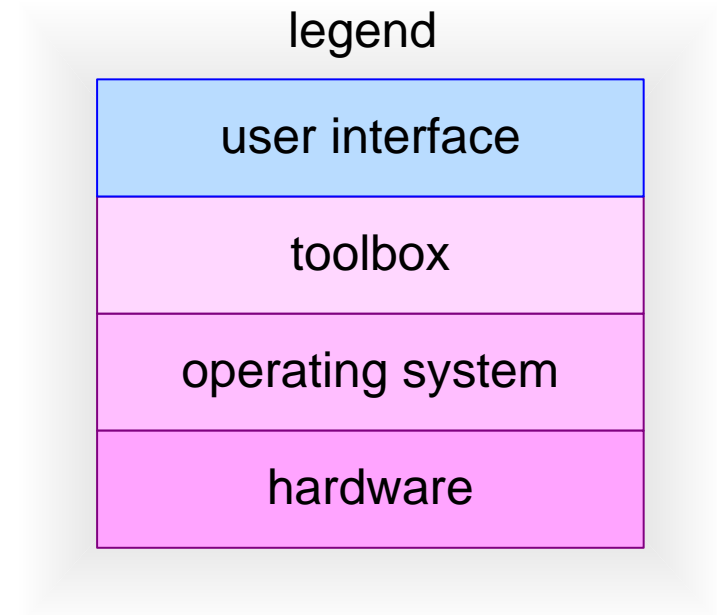 legend
user interface
toolbox
operating system
hardware